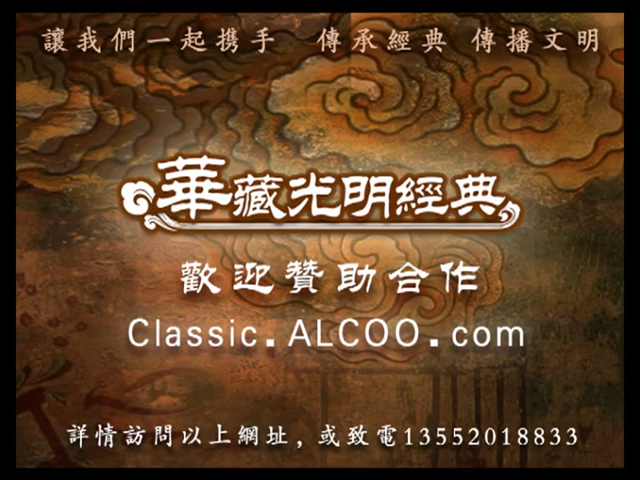 讓我們一起攜手 傳承經典 傳播文明
華藏光明經典
歡迎贊助合作
Classic.ALCOO.com
詳情訪問以上網址,或致電13552018833